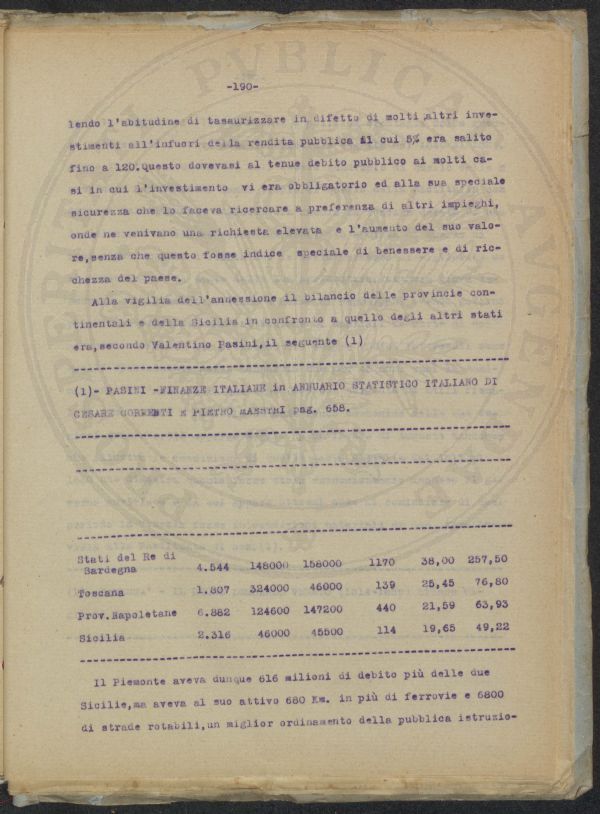 -190-
lendo l'abitudine di tasaurizzare in difetto di molti altri inve-
stimenti all'infuori della rendita pubblica il cui 5% era salito
fino a 120.Questo dovevasi al tenue debito pubblico ai molti ca-
si in cui l'investimento vi era obbligatorio ed alla sua speciale
sicurezza che lo faceva ricercare a preferenza di altri impieghi,
onde ne venivano una richiesta elevata e l'aumento del suo valo-
re,senza che questo fosse indice speciale di benessere e di ric-
chezza del paese.
Alla vigilia dell'annessione il bilancio delle provincie con-
tinentali e della Sicilia in confronto a quello degli altri stati
era,secondo Valentino Pasini,il seguente (1)
(1)- PASINI -FINANZE ITALIANE in ANNUARIO STATISTICO ITALIANO DI
CESARE CORRENTI E PIETRO MAESTRI pag. 658.
Stati del Re di
Sardegna 4.544 148000 158000 1170 38,00 257,50
Toscana 1.807 324000 46000 139 25,45 76,80
Prov.Napoletane 6.882 124600 147200 440 21,59 63,93
Sicilia 2.316 46000 45500 114 19,65 49,22
Il Piemonte aveva dunque 616 milioni di debito più delle due
Sicilie,ma aveva al suo attivo 680 Km. in più di ferrovie e 6800
di strade rotabili,un miglior ordinamento della pubblica istruzio-